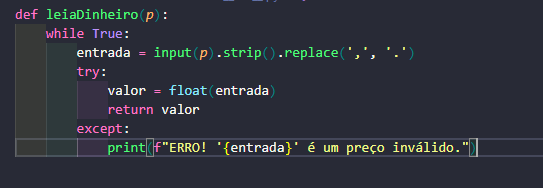 def leiaDinheiro(p):
    while True:
        entrada = input(p).strip().replace(',', '.')
        try:
            valor = float(entrada)
            return valor
        except:
            print(f"ERRO! '{entrada}' é um preço inválido.")